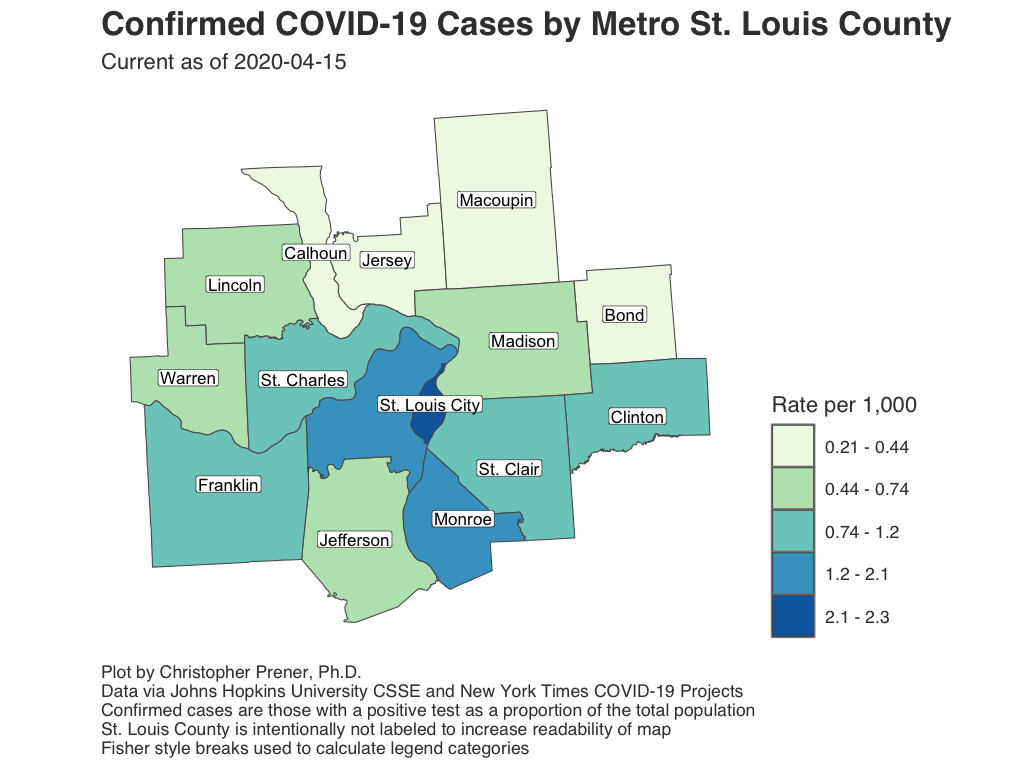 Confirmed COVID-19 Cases by Metro St. Louis County
Current as of 2020-04-15
Macoupin
Calhoun
Jersey
Lincoln
Bond
Madison
Warren
St. Charles
St. Louis City
Clinton
St. Clair
Franklin
Monroe
Jefferson
Rate per 1,000
0.21 - 0.44
0.44 - 0.74
0.74 - 1.2
1.2 - 2.1
2.1 - 2.3
Plot by Christopher Prener, Ph.D.
Data via Johns Hopkins University CSSE and New York Times COVID-19 Projects
Confirmed cases are those with a positive test as a proportion of the total population
St. Louis County is intentionally not labeled to increase readability of map
Fisher style breaks used to calculate legend categories